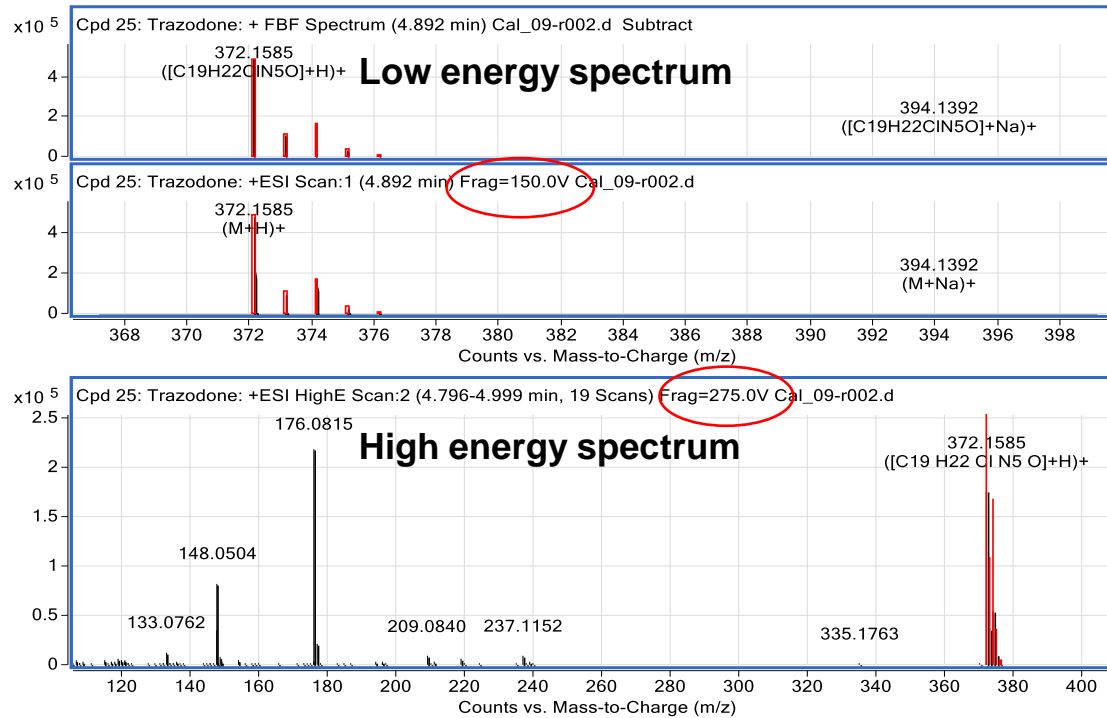 x10 5 Cpd 25: Trazodone: + FBF Spectrum (4.892 min) Cal_09-r002.d Subtract
372.1585
([C19H22ClN5O]+H)+
Low energy spectrum
394.1392
([C19H22ClN5O]+Na)+
4
2
0
x10 5 Cpd 25: Trazodone: +ESI Scan:1 (4.892 min) Frag=150.0V Cal_09-r002.d
372.1585
(M+H)+
394.1392
(M+Na)+
4
2
0
368 370 372 374 376 378 380 382 384 386 388 390 392 394 396 398
Counts vs. Mass-to-Charge (m/z)
x10 5 Cpd 25: Trazodone: +ESI HighE Scan:2 (4.796-4.999 min, 19 Scans) Frag=275.0V Cal_09-r002.d
2.5
176.0815
High energy spectrum
372.1585
([C19 H22 Cl N5 O]+H)+
2
1.5
148.0504
1
0.5
133.0762
209.0840
237.1152
335.1763
0
120 140 160 180 200 220 240 260 280 300 320 340 360 380 400
Counts vs. Mass-to-Charge (m/z)